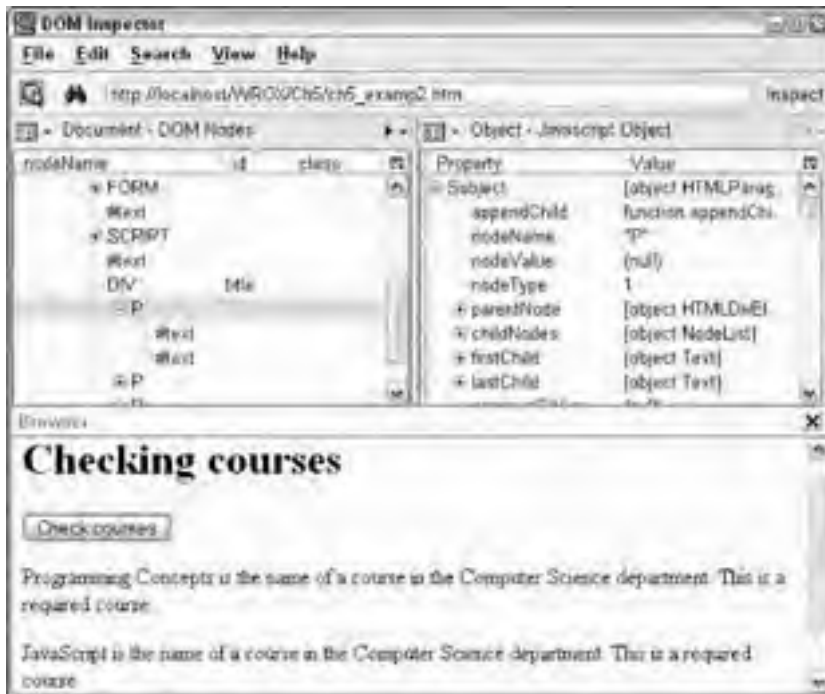 DOM Inspector
File Edit Search View Help
http://localhost/WROX/Ch5/ch5_examp2.htm Inspect
Document - DOM Nodes
nodeName id class
FORM
#text
SCRIPT
#text
DIV title
P
#text
#text
P
Object - Javascript Object
Property Value
Subject [object HTMLParag
appendChild function appendChi
nodeName "P"
nodeValue (null)
nodeType 1
parentNode [object HTMLDivEl
childNodes [object NodeList]
firstChild [object Text]
lastChild [object Text]
Browser
Checking courses
Check courses
Programming Concepts is the name of a course in the Computer Science department. This is a
required course.
JavaScript is the name of a course in the Computer Science department. This is a required
course